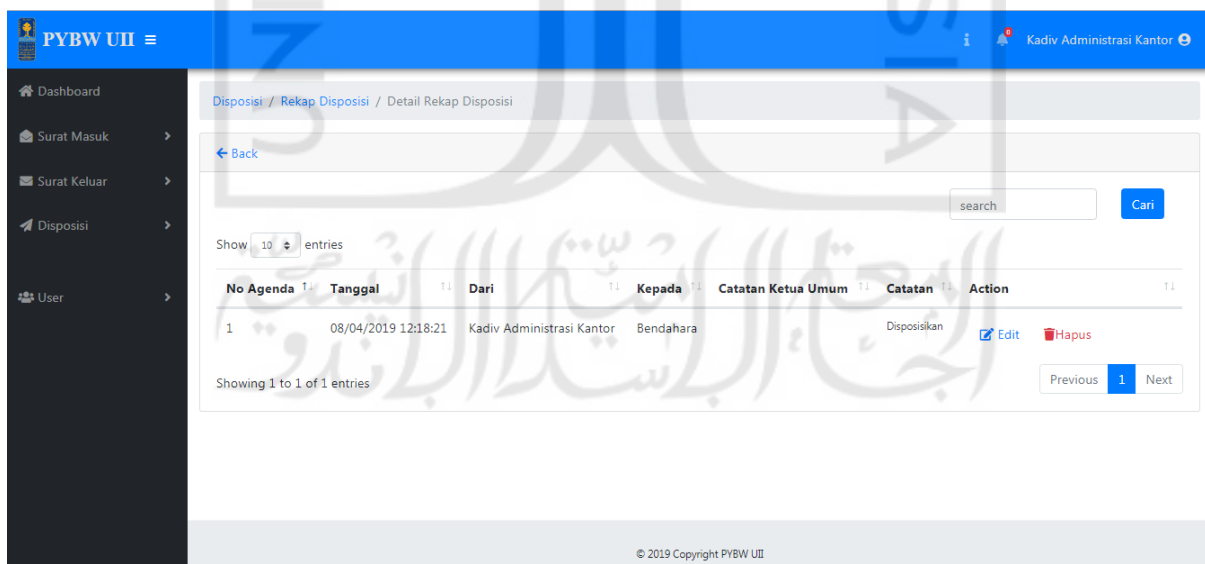 PYBW UII
0
Kadiv Administrasi Kantor
Dashboard
Surat Masuk
Surat Keluar
Disposisi
User
Disposisi / Rekap Disposisi / Detail Rekap Disposisi
Back
search Cari
Show 10 entries
No Agenda Tanggal Dari Kepada Catatan Ketua Umum Catatan Action
1 08/04/2019 12:18:21 Kadiv Administrasi Kantor Bendahara Disposisikan Edit Hapus
Showing 1 to 1 of 1 entries
Previous 1 Next
© 2019 Copyright PYBW UII